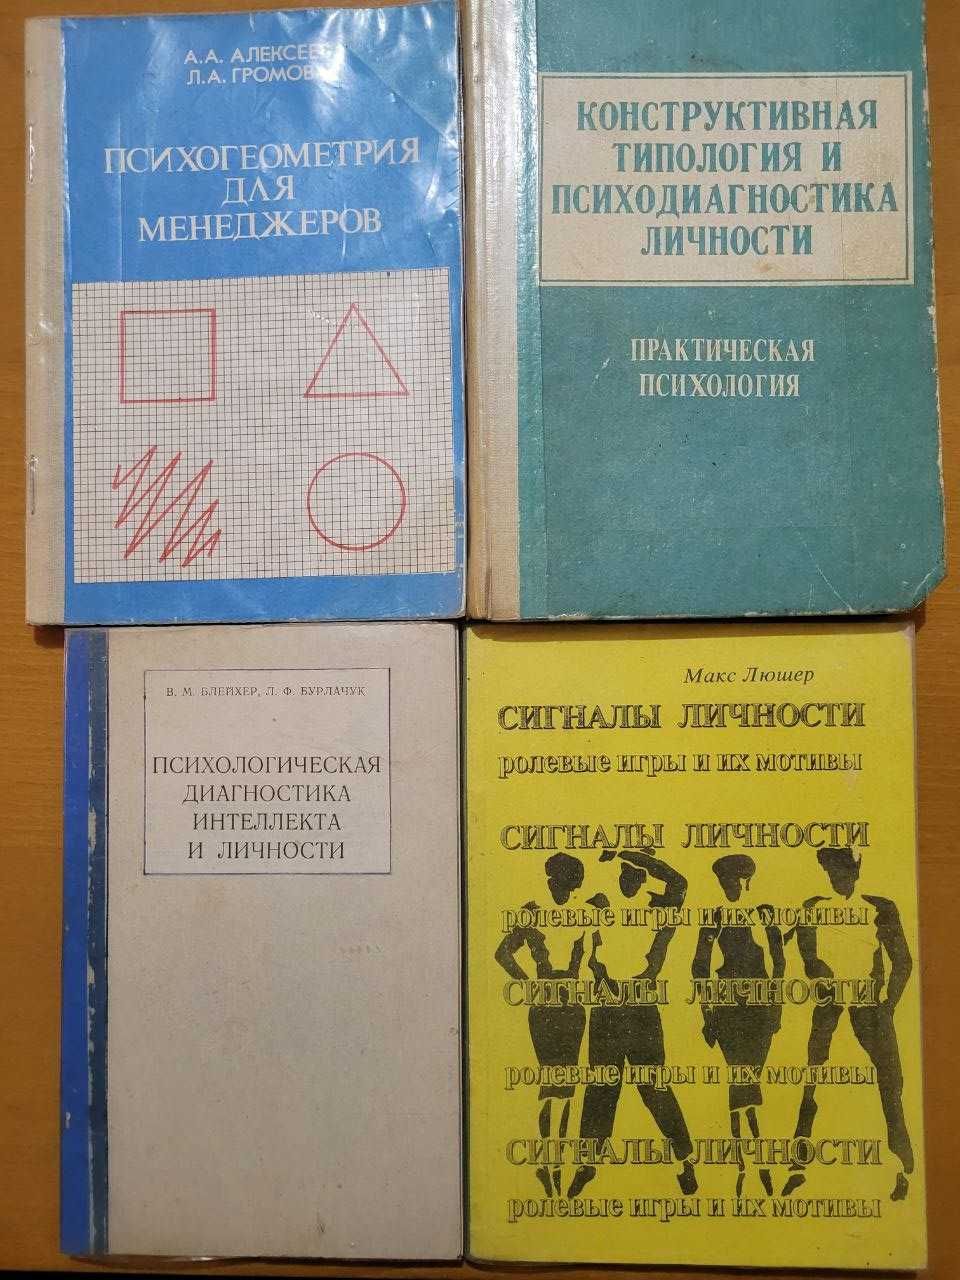 А.А. АЛЕКСЕЕ
Л.А. ГРОМОВ
ПСИХОГЕОМЕТРИЯ
ДЛЯ
МЕНЕДЖЕРОВ
КОНСТРУКТИВНАЯ
ТИПОЛОГИЯ И
ПСИХОДИАГНОСТИКА
ЛИЧНОСТИ
ПРАКТИЧЕСКАЯ
ПСИХОЛОГИЯ
В. М. БЛЕЙХЕР, Л. Ф. БУРЛАЧУК
ПСИХОЛОГИЧЕСКАЯ
ДИАГНОСТИКА
ИНТЕЛЛЕКТА
И ЛИЧНОСТИ
Макс Люшер
СИГНАЛЫ ЛИЧНОСТИ
ролевые игры и их мотивы
СИГНАЛЫ ЛИЧНОСТИ
ролевые игры и их мотивы
СИГНАЛЫ ЛИЧНОСТИ
ролевые игры и их мотивы
СИГНАЛЫ ЛИЧНОСТИ
ролевые игры и их мотивы